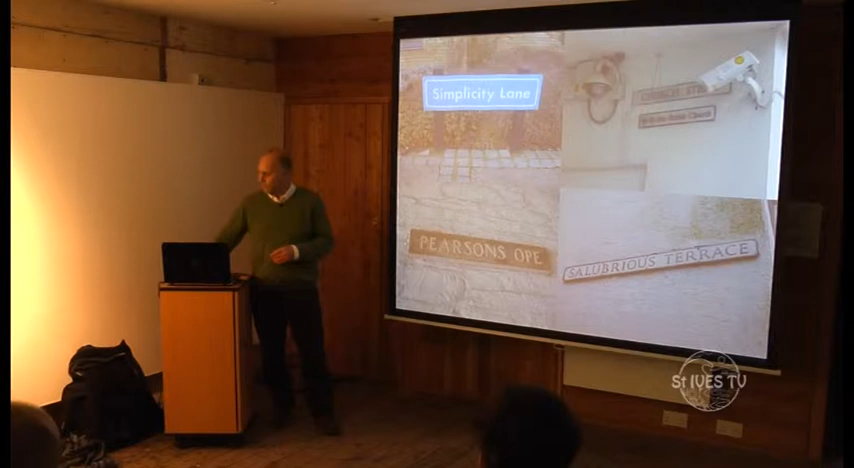 Simplicity Lane
PEARSONS OPE
SALUBRIOUS TERRACE
St IVES TV